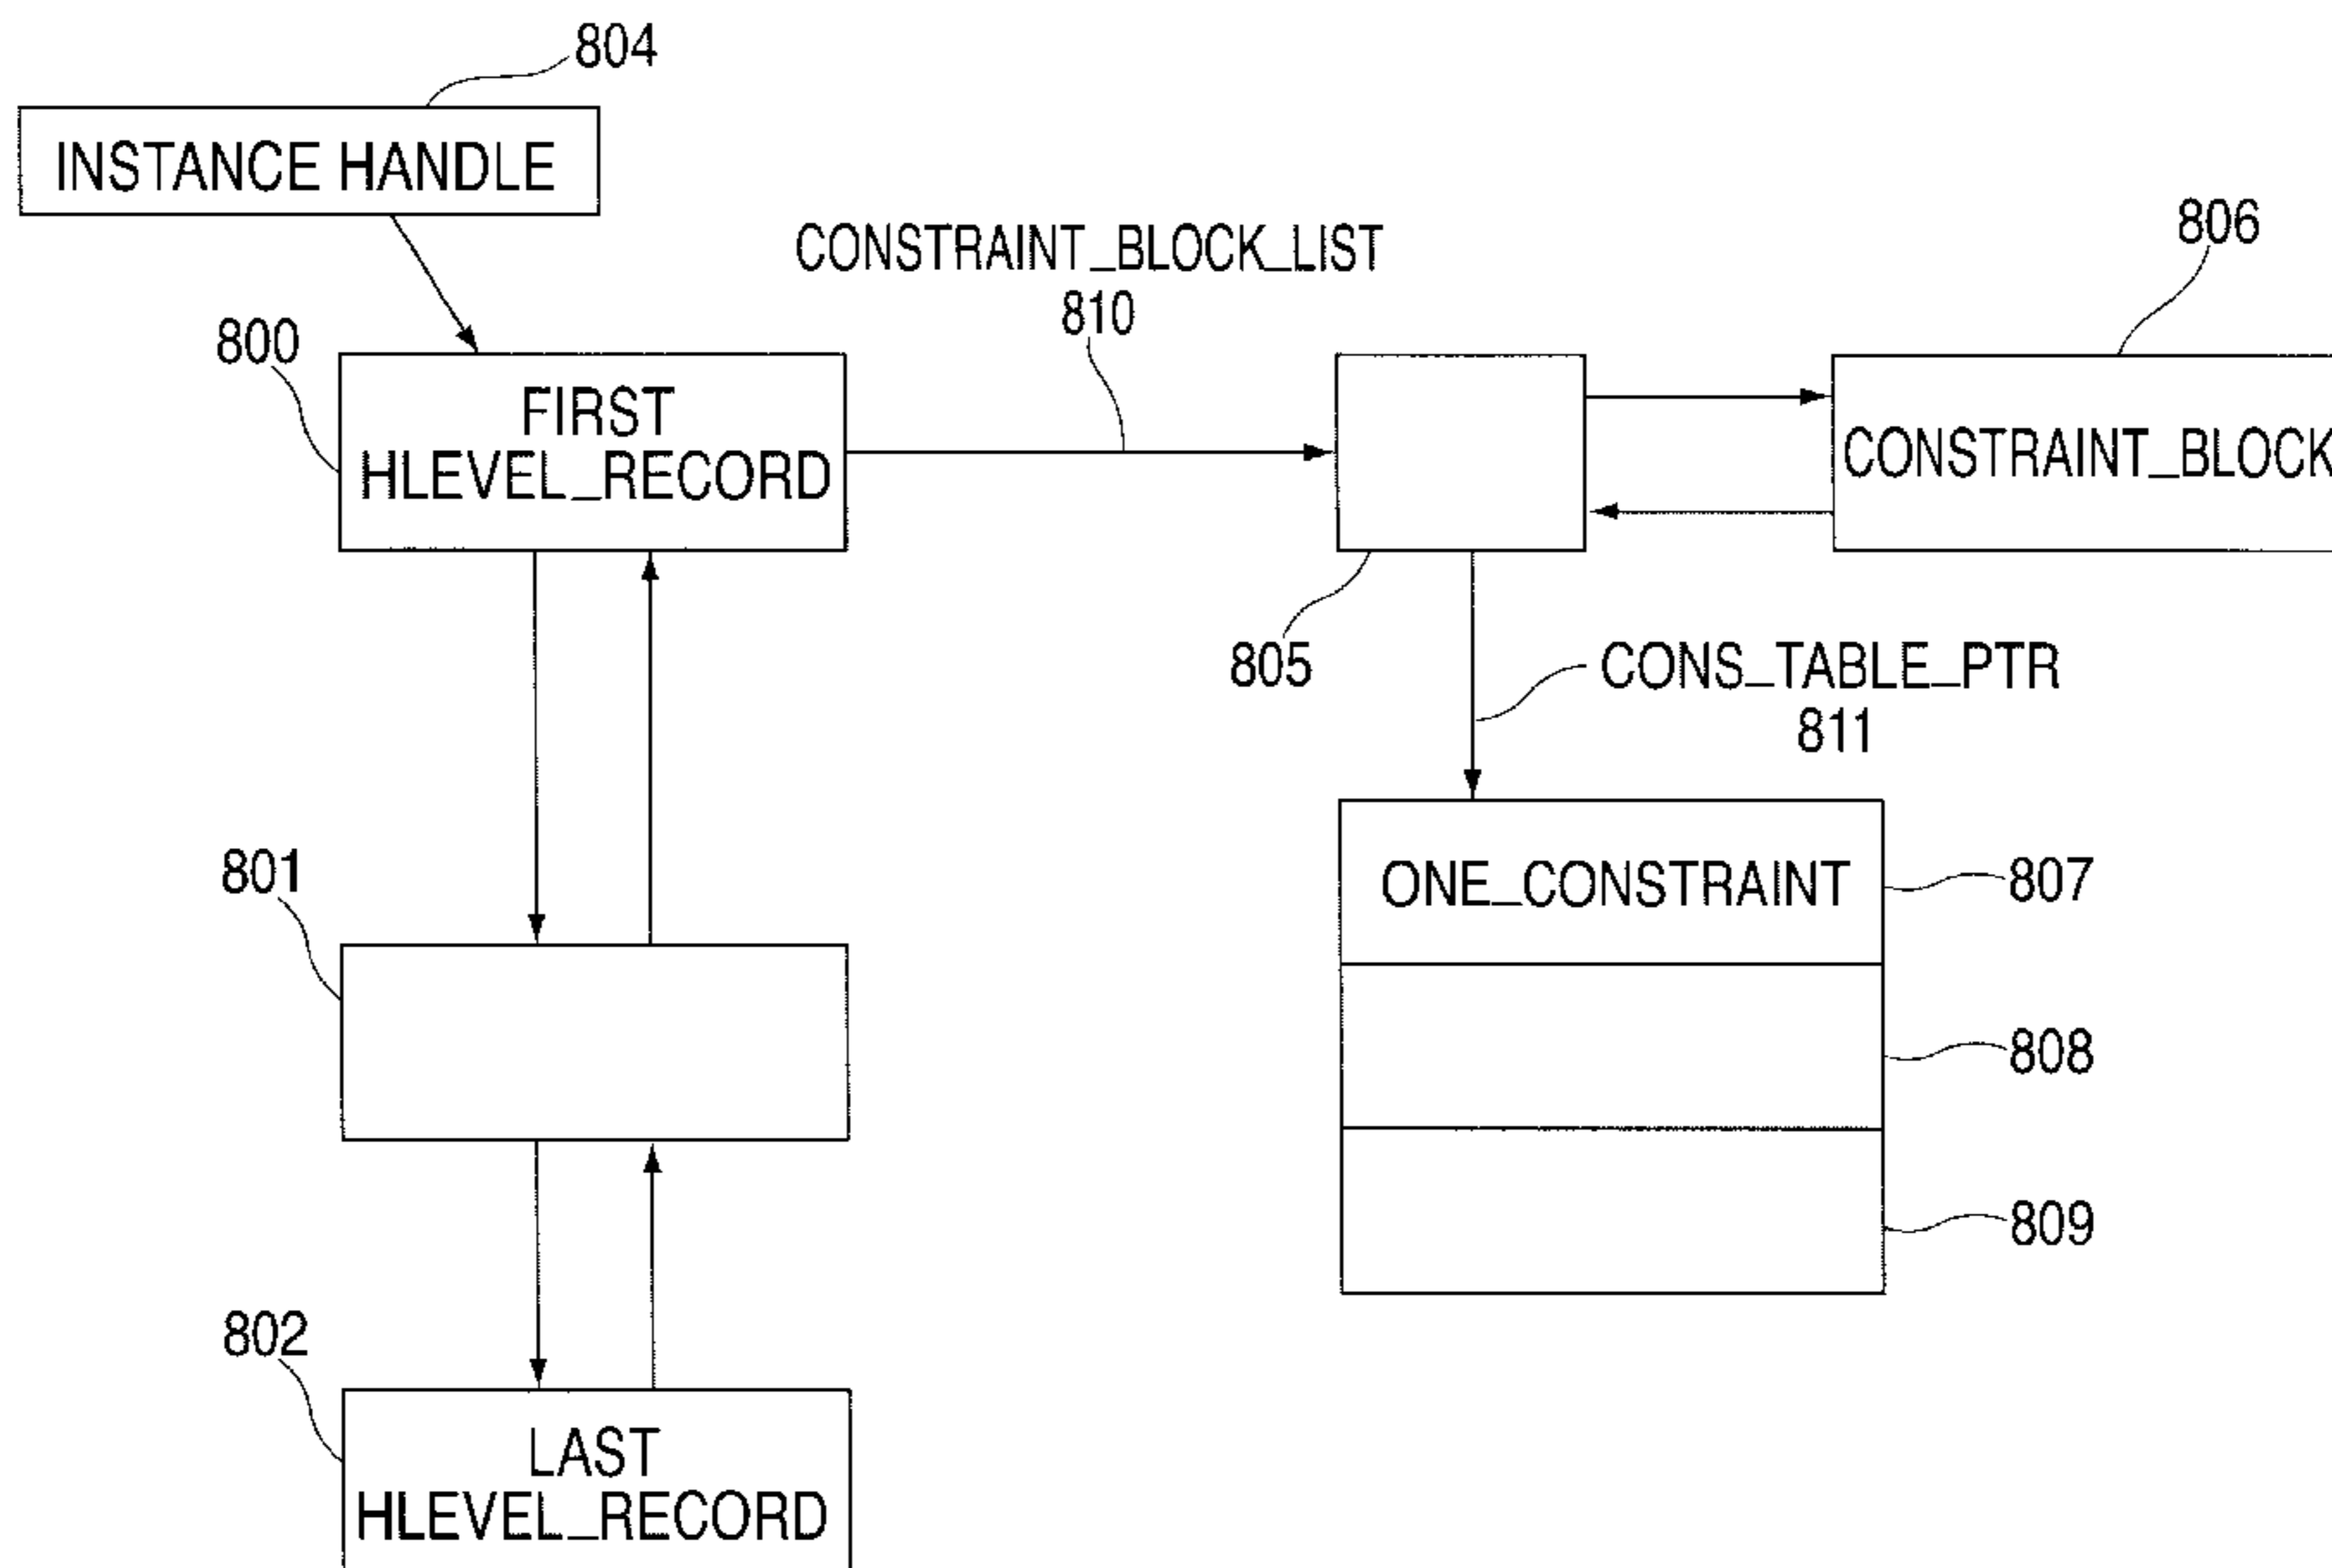 804
INSTANCE HANDLE
806
CONSTRAINT_BLOCK_LIST
810
800
FIRST
HLEVEL_RECORD
CONSTRAINT_BLOCK
805
CONS_TABLE_PTR
811
801
ONE_CONSTRAINT
807
808
809
802
LAST
HLEVEL_RECORD